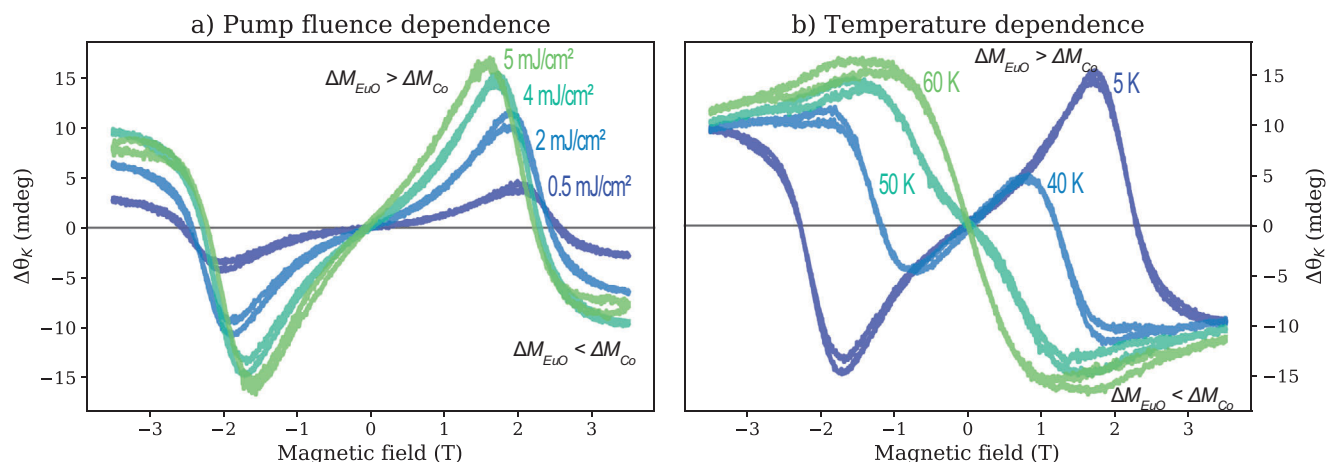 a) Pump fluence dependence
ΔM_EuO > ΔM_Co
5 mJ/cm²
4 mJ/cm²
2 mJ/cm²
0.5 mJ/cm²
ΔM_EuO < ΔM_Co
Δθ_K (mdeg)
15
10
5
0
−5
−10
−15
−3
−2
−1
0
1
2
3
Magnetic field (T)
b) Temperature dependence
ΔM_EuO > ΔM_Co
60 K
5 K
50 K
40 K
ΔM_EuO < ΔM_Co
15
10
5
0
−5
−10
−15
Δθ_K (mdeg)
−3
−2
−1
0
1
2
3
Magnetic field (T)